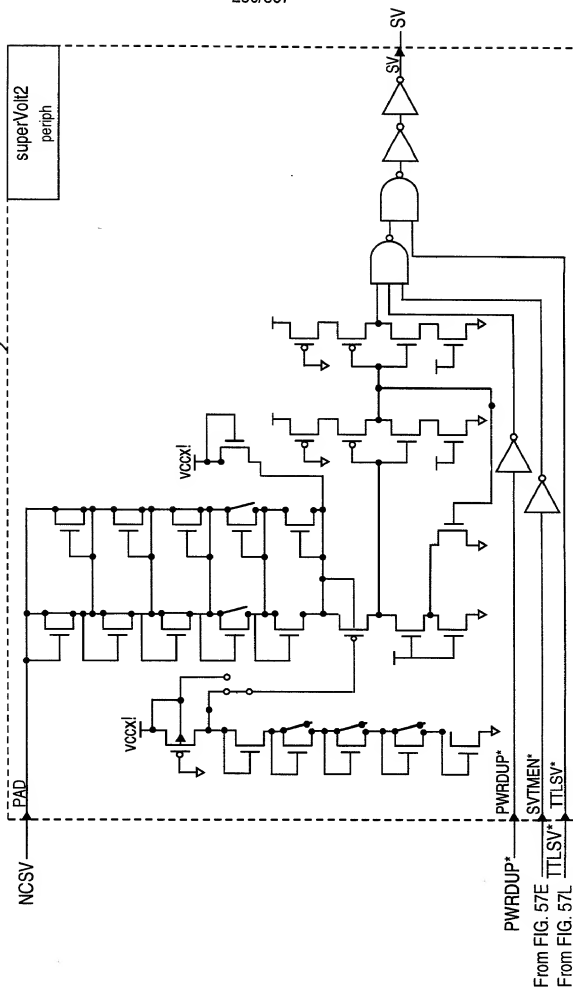 superVolt2
periph
SV
SV
vccx!
vccx!
PAD
NCSV
PWRDUP*
PWRDUP*
SVTMEN*
From FIG. 57E
TTLSV*
TTLSV*
From FIG. 57L